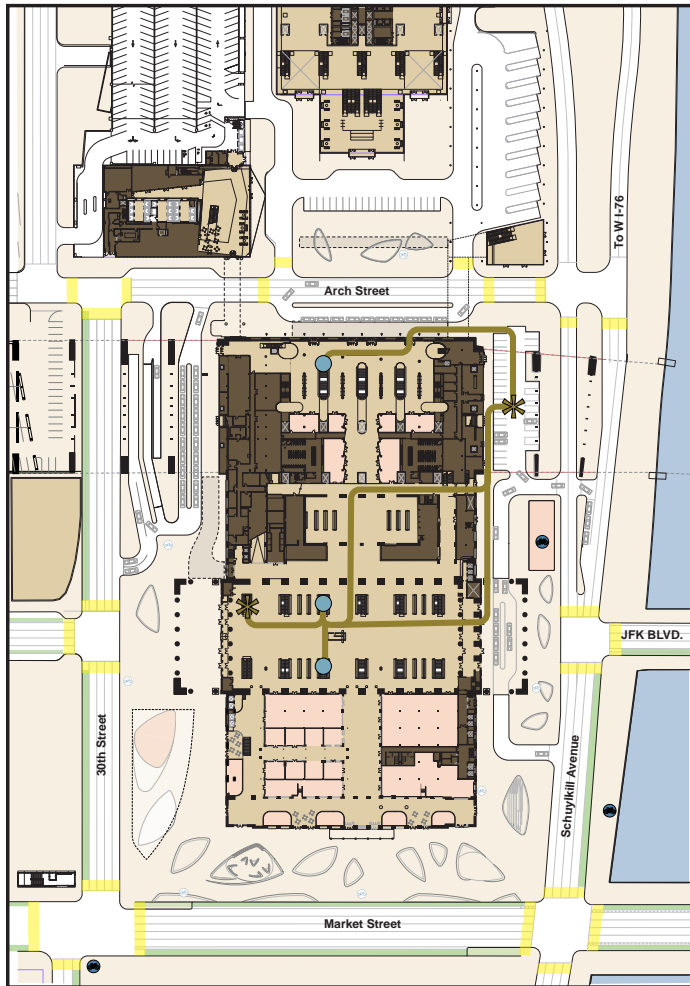 To W I-76
Arch Street
JFK BLVD.
30th Street
Schuylkill Avenue
Market Street